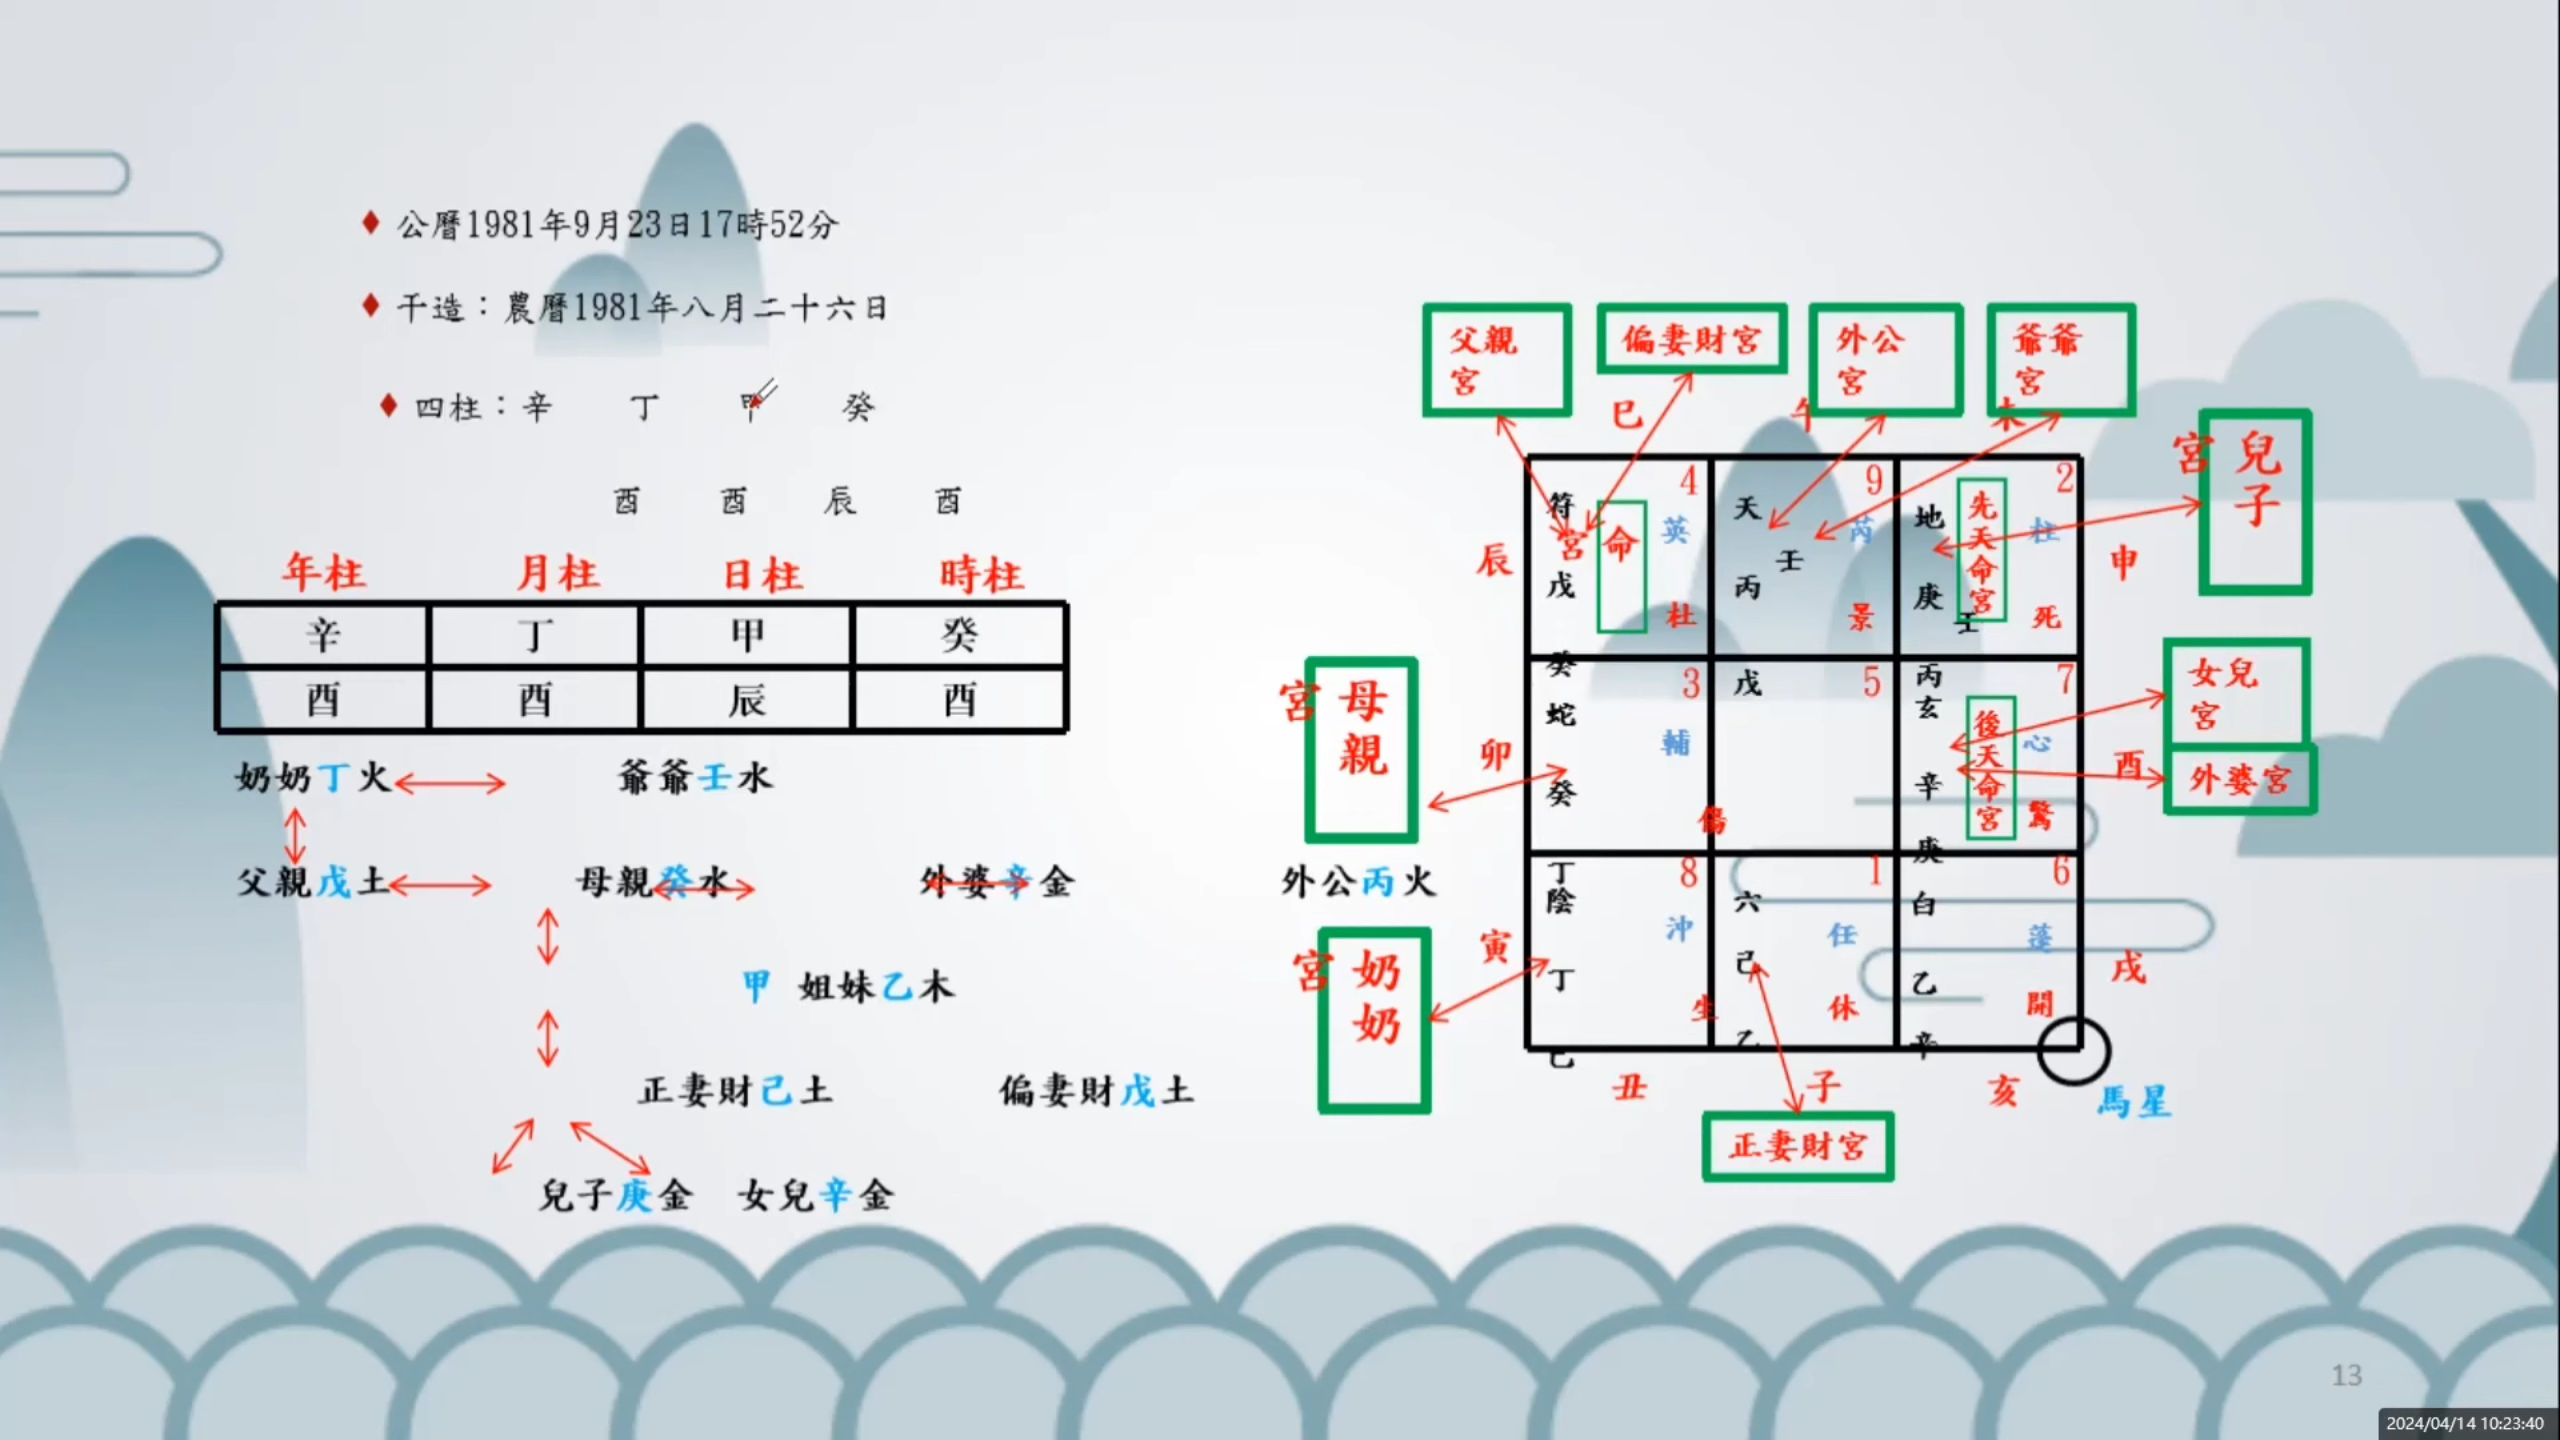 公曆1981年9月23日17時52分
干造：農曆1981年八月二十六日
四柱：辛 丁 甲 癸
酉 酉 辰 酉
年柱 月柱 日柱 時柱
辛 丁 甲 癸
酉 酉 辰 酉
奶奶丁火 爺爺壬水
父親戊土 母親癸水 外婆辛金 外公丙火
甲 姐妹乙木
正妻財己土 偏妻財戊土
兒子庚金 女兒辛金
父親宮
偏妻財宮
外公宮
爺爺宮
兒子宮
女兒宮
外婆宮
母親宮
奶奶宮
正妻財宮
巳 午 未
辰 申
卯 酉
寅 戌
丑 子 亥
馬星
4 符 命宮 英 戊 杜 癸
9 天 芮 壬 丙 景 戊
2 地 先天命宮 柱 庚 壬 死 丙
3 蛇 輔 癸 傷 丁
5
7 玄 後天命宮 心 辛 驚 庚
8 陰 沖 丁 生 己
1 六 任 己 休 乙
6 白 蓬 乙 開 辛
13
2024/04/14 10:23:40